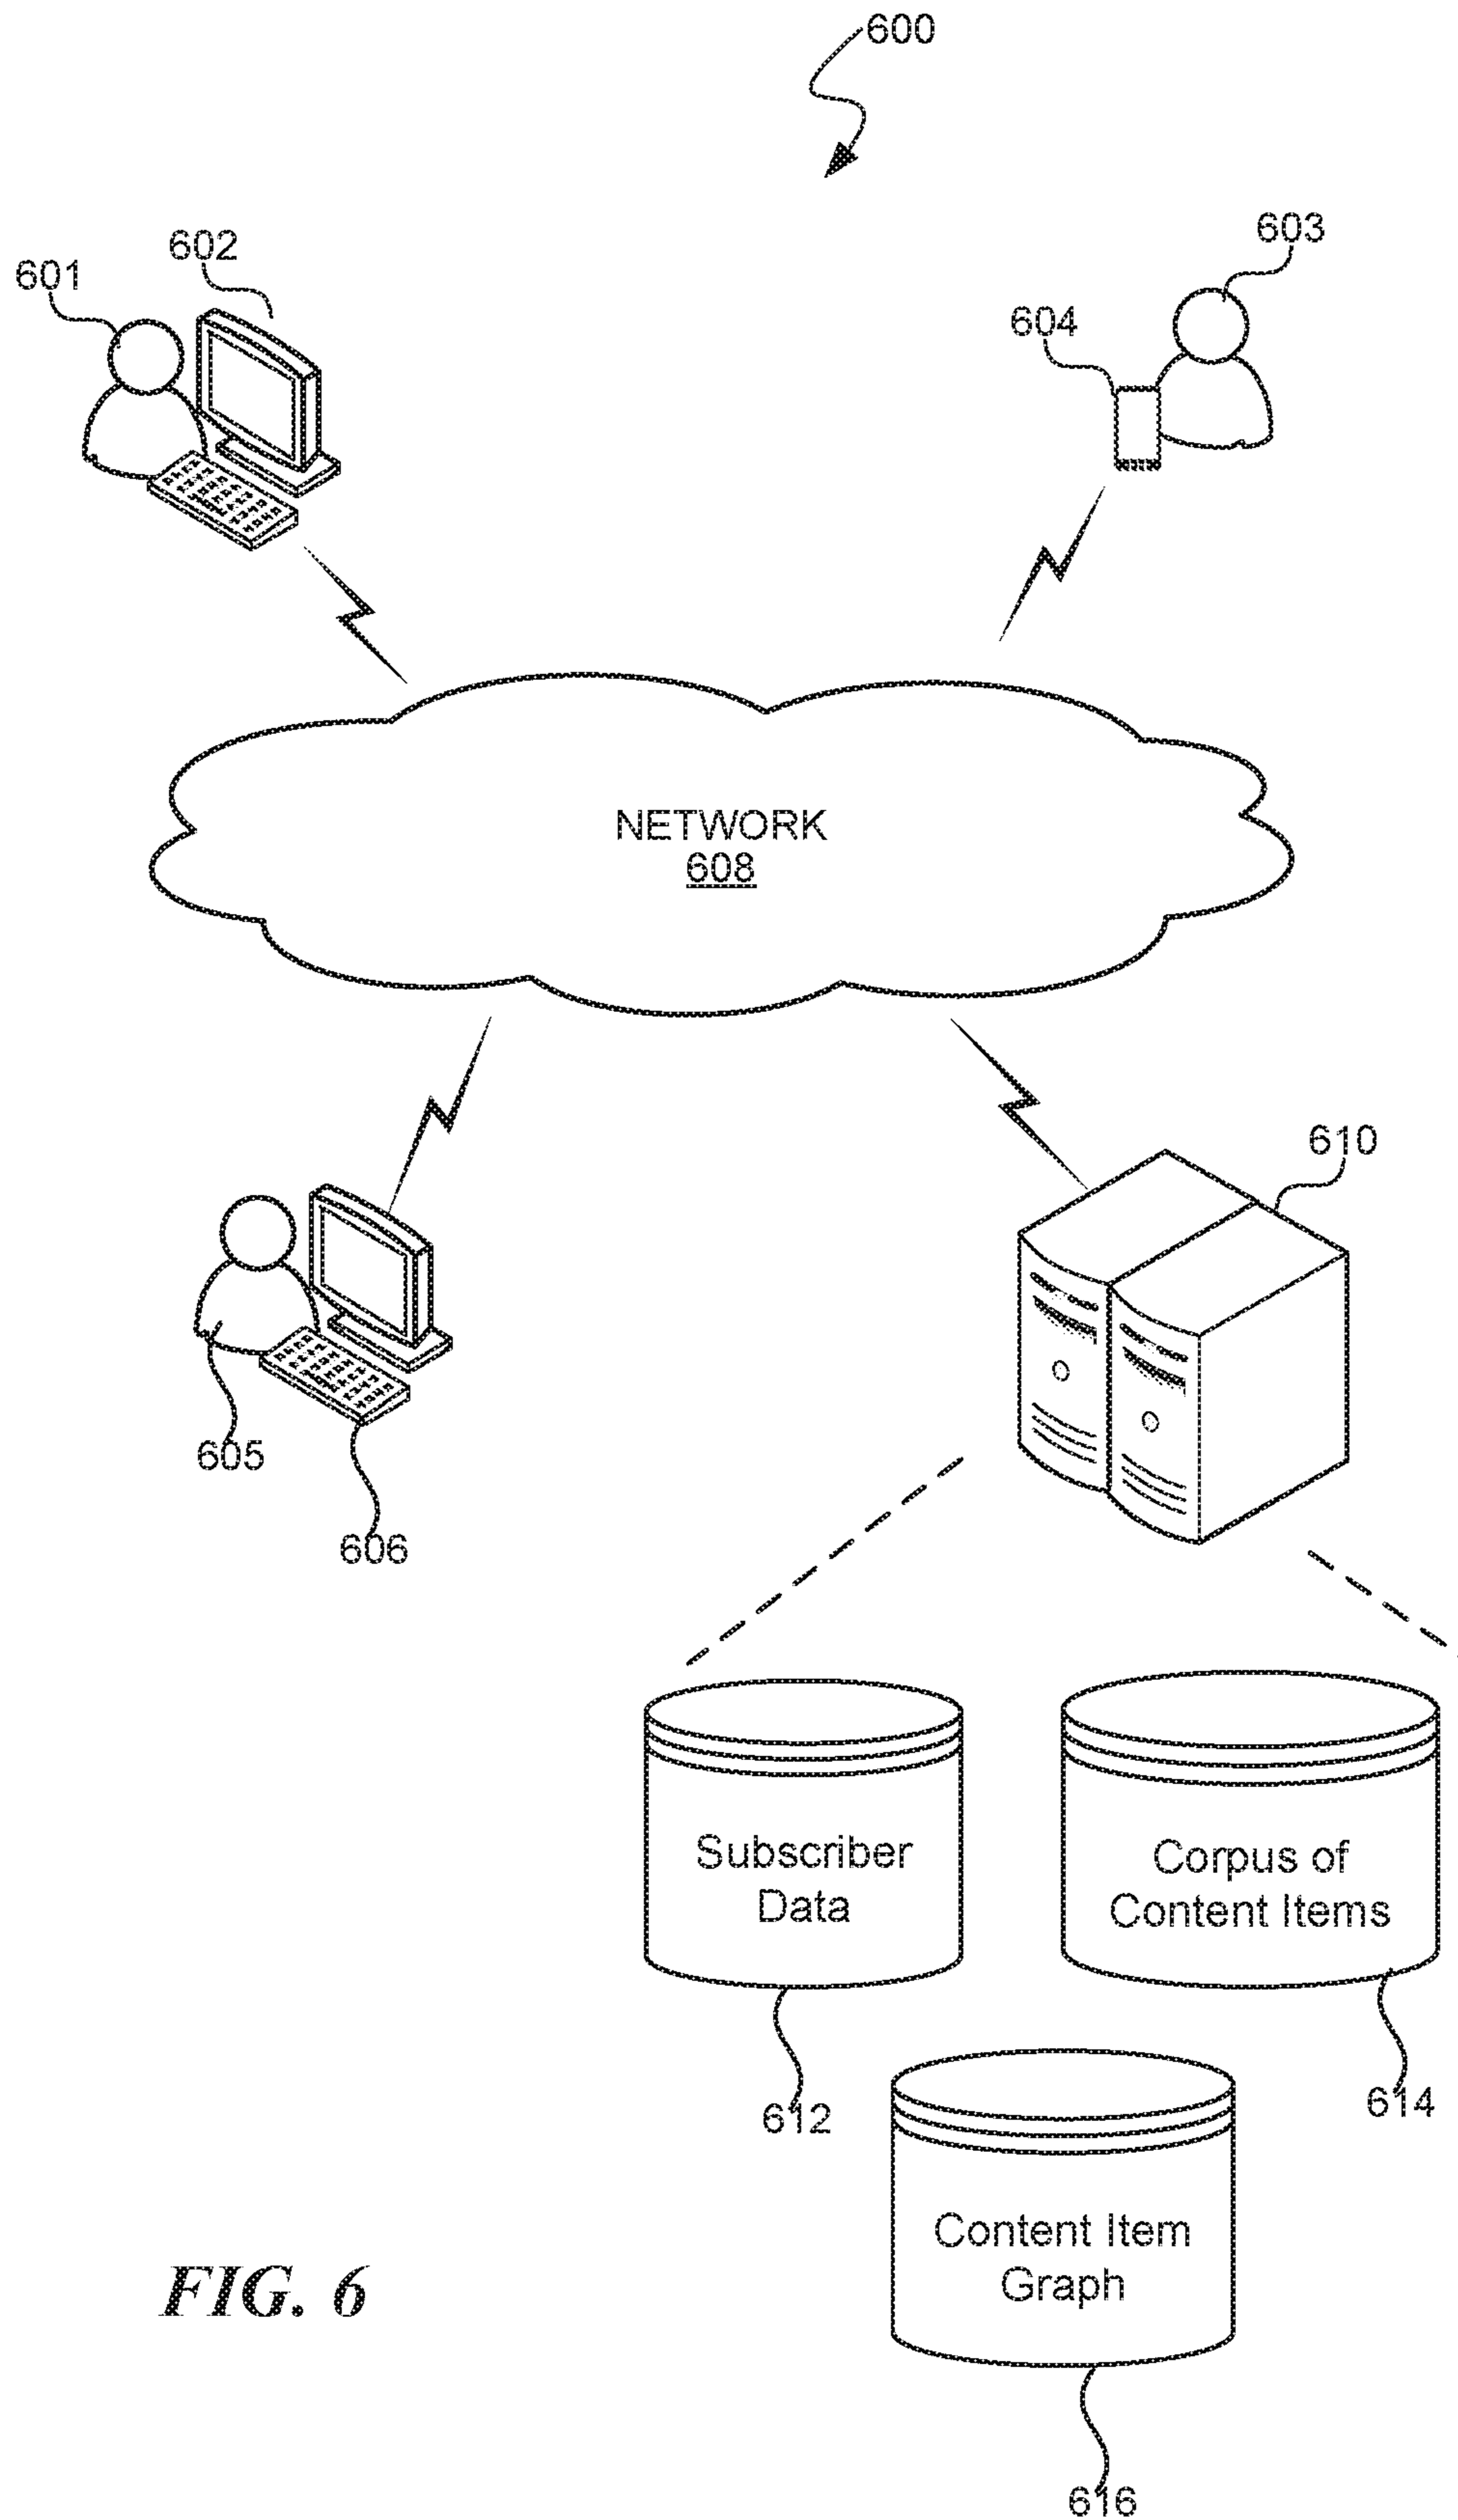 600
603
602
601
604
NETWORK
608
610
605
606
Subscriber
Data
Corpus of
Content Items
614
612
Content Item
Graph
FIG. 6
616